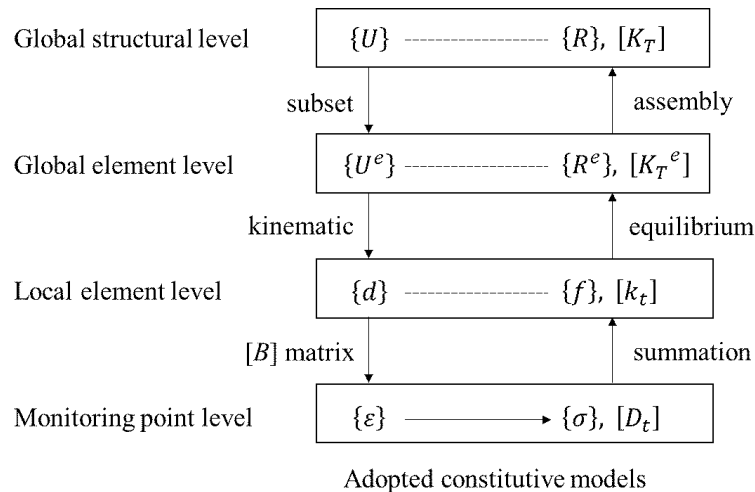 Global structural level {U} {R}, [K_T]
subset assembly
Global element level {U^e} {R^e}, [K_T^e]
kinematic equilibrium
Local element level {d} {f}, [k_t]
[B] matrix summation
Monitoring point level {ε} {σ}, [D_t]
Adopted constitutive models